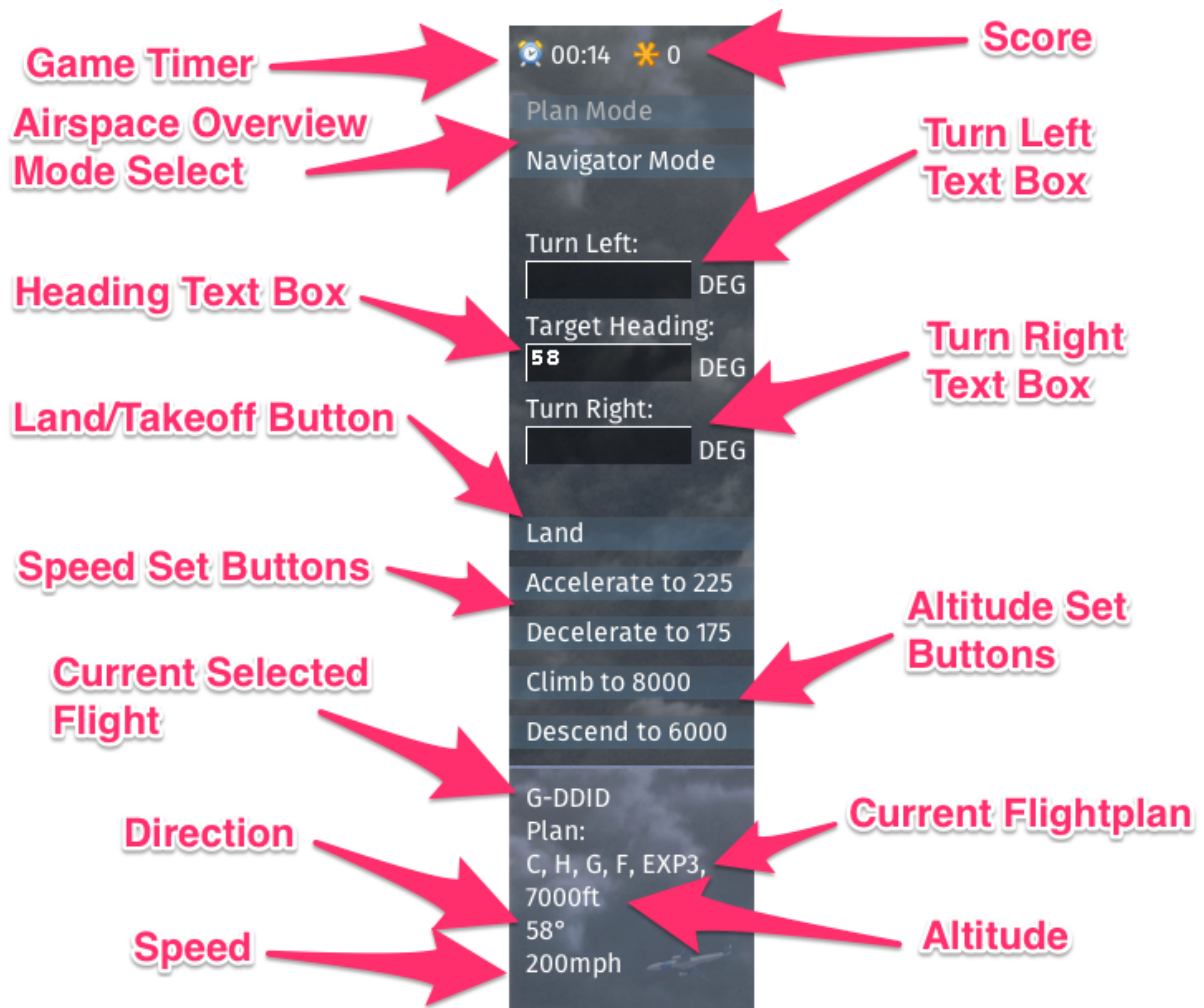 Game Timer
00:14 0
Score
Airspace Overview
Mode Select
Plan Mode
Navigator Mode
Turn Left
Text Box
Turn Left:
DEG
Heading Text Box
Target Heading:
58
DEG
Turn Right
Text Box
Turn Right:
DEG
Land/Takeoff Button
Land
Speed Set Buttons
Accelerate to 225
Decelerate to 175
Altitude Set
Buttons
Climb to 8000
Descend to 6000
Current Selected
Flight
G-DDID
Plan:
C, H, G, F, EXP3,
Current Flightplan
7000ft
Altitude
Direction
58°
Speed
200mph